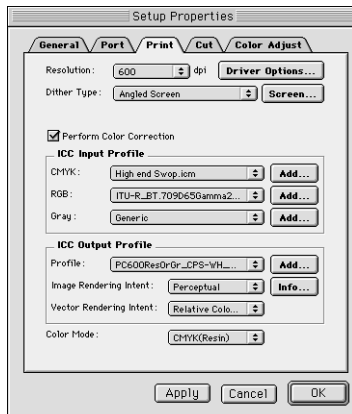 Setup Properties
General Port Print Cut Color Adjust
Resolution: 600 dpi Driver Options...
Dither Type: Angled Screen Screen...
Perform Color Correction
ICC Input Profile
CMYK: High end Swop.icm Add...
RGB: ITU-R_BT.709D65Gamma2... Add...
Gray: Generic Add...
ICC Output Profile
Profile: PC600ResOrGr_CPS-WH_... Add...
Image Rendering Intent: Perceptual Info...
Vector Rendering Intent: Relative Colo...
Color Mode: CMYK(Resin)
Apply Cancel OK